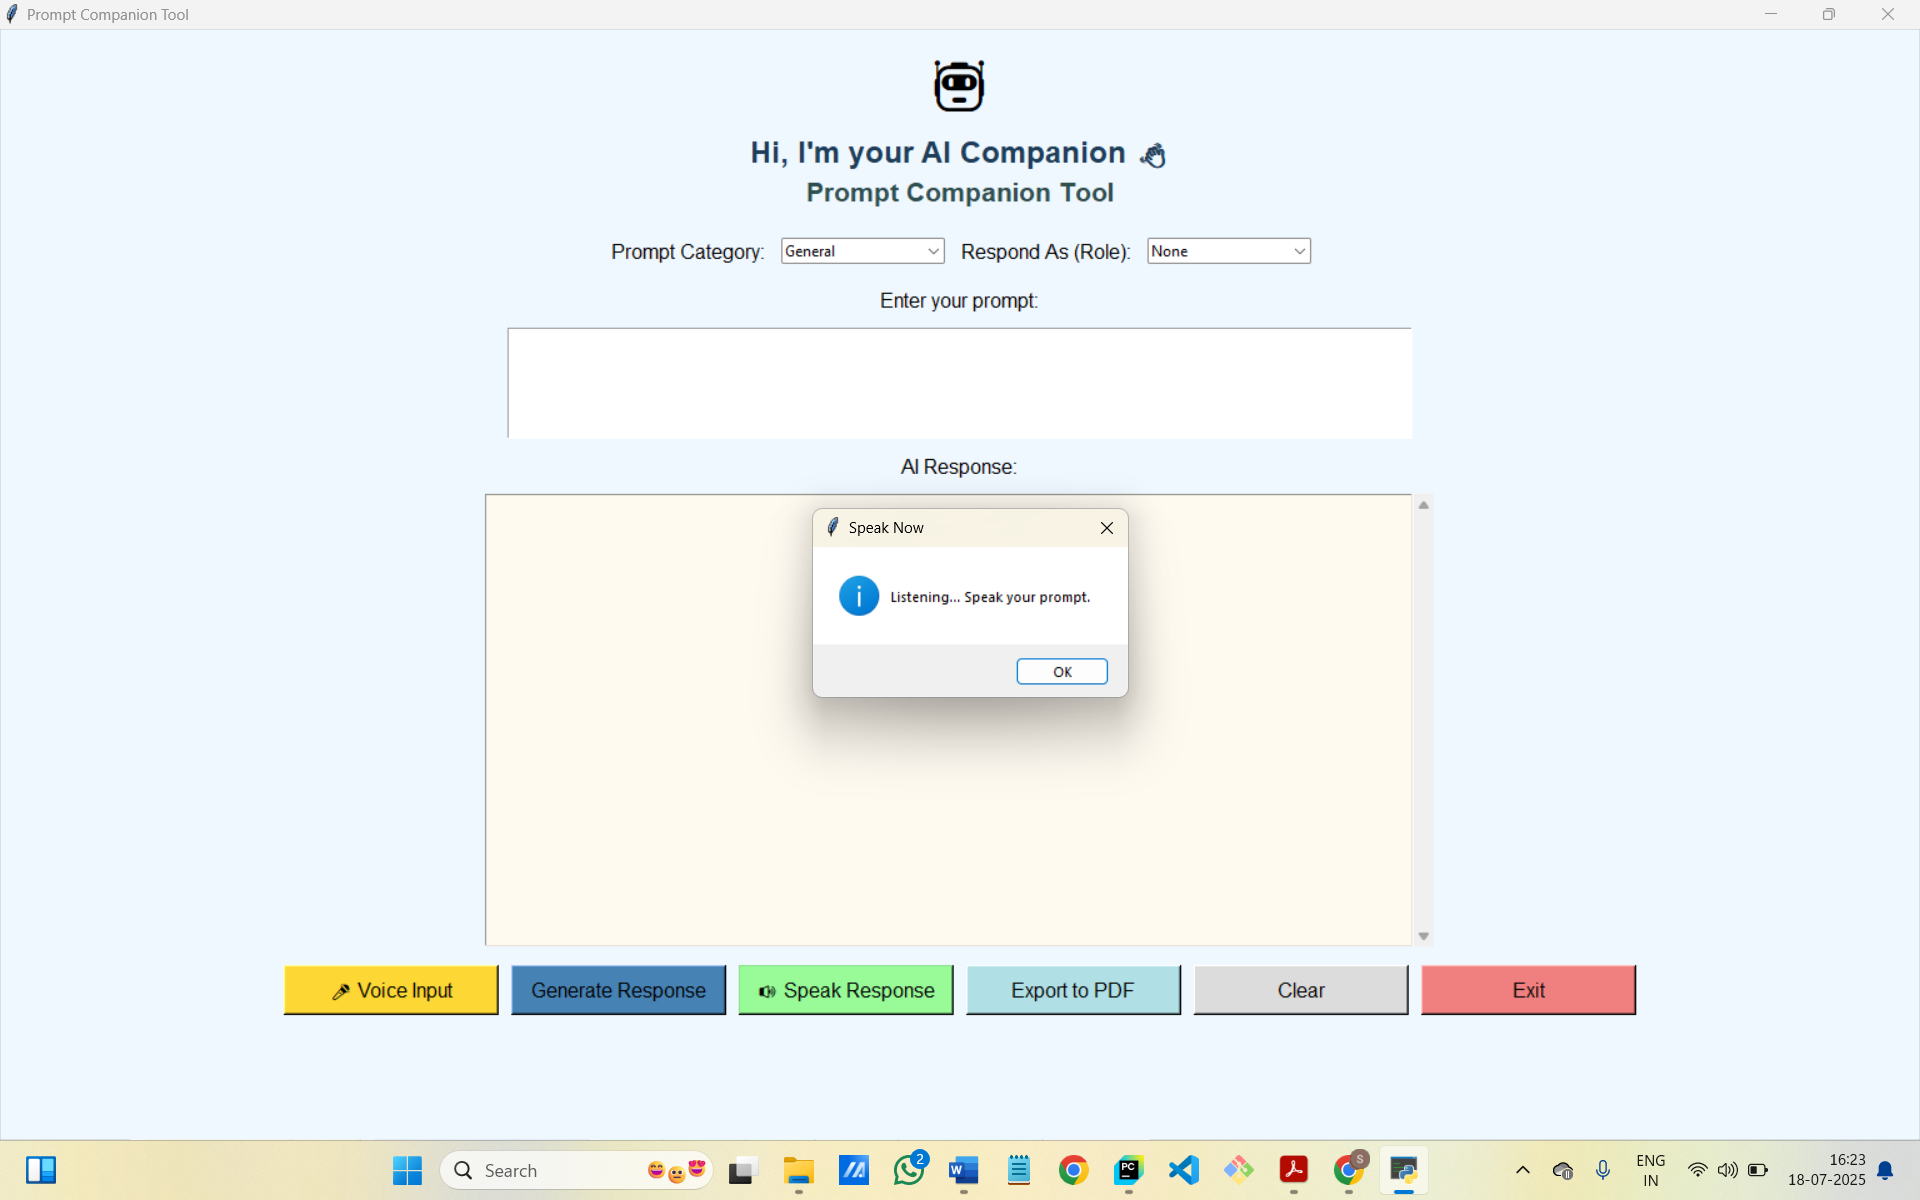 Prompt Companion Tool
Hi, I'm your AI Companion 👋
Prompt Companion Tool
Prompt Category: General Respond As (Role): None
Enter your prompt:
AI Response:
Speak Now
Listening... Speak your prompt.
OK
🎤 Voice Input Generate Response 🔊 Speak Response Export to PDF Clear Exit
Search 2 W PC S ENG 16:23
IN 18-07-2025